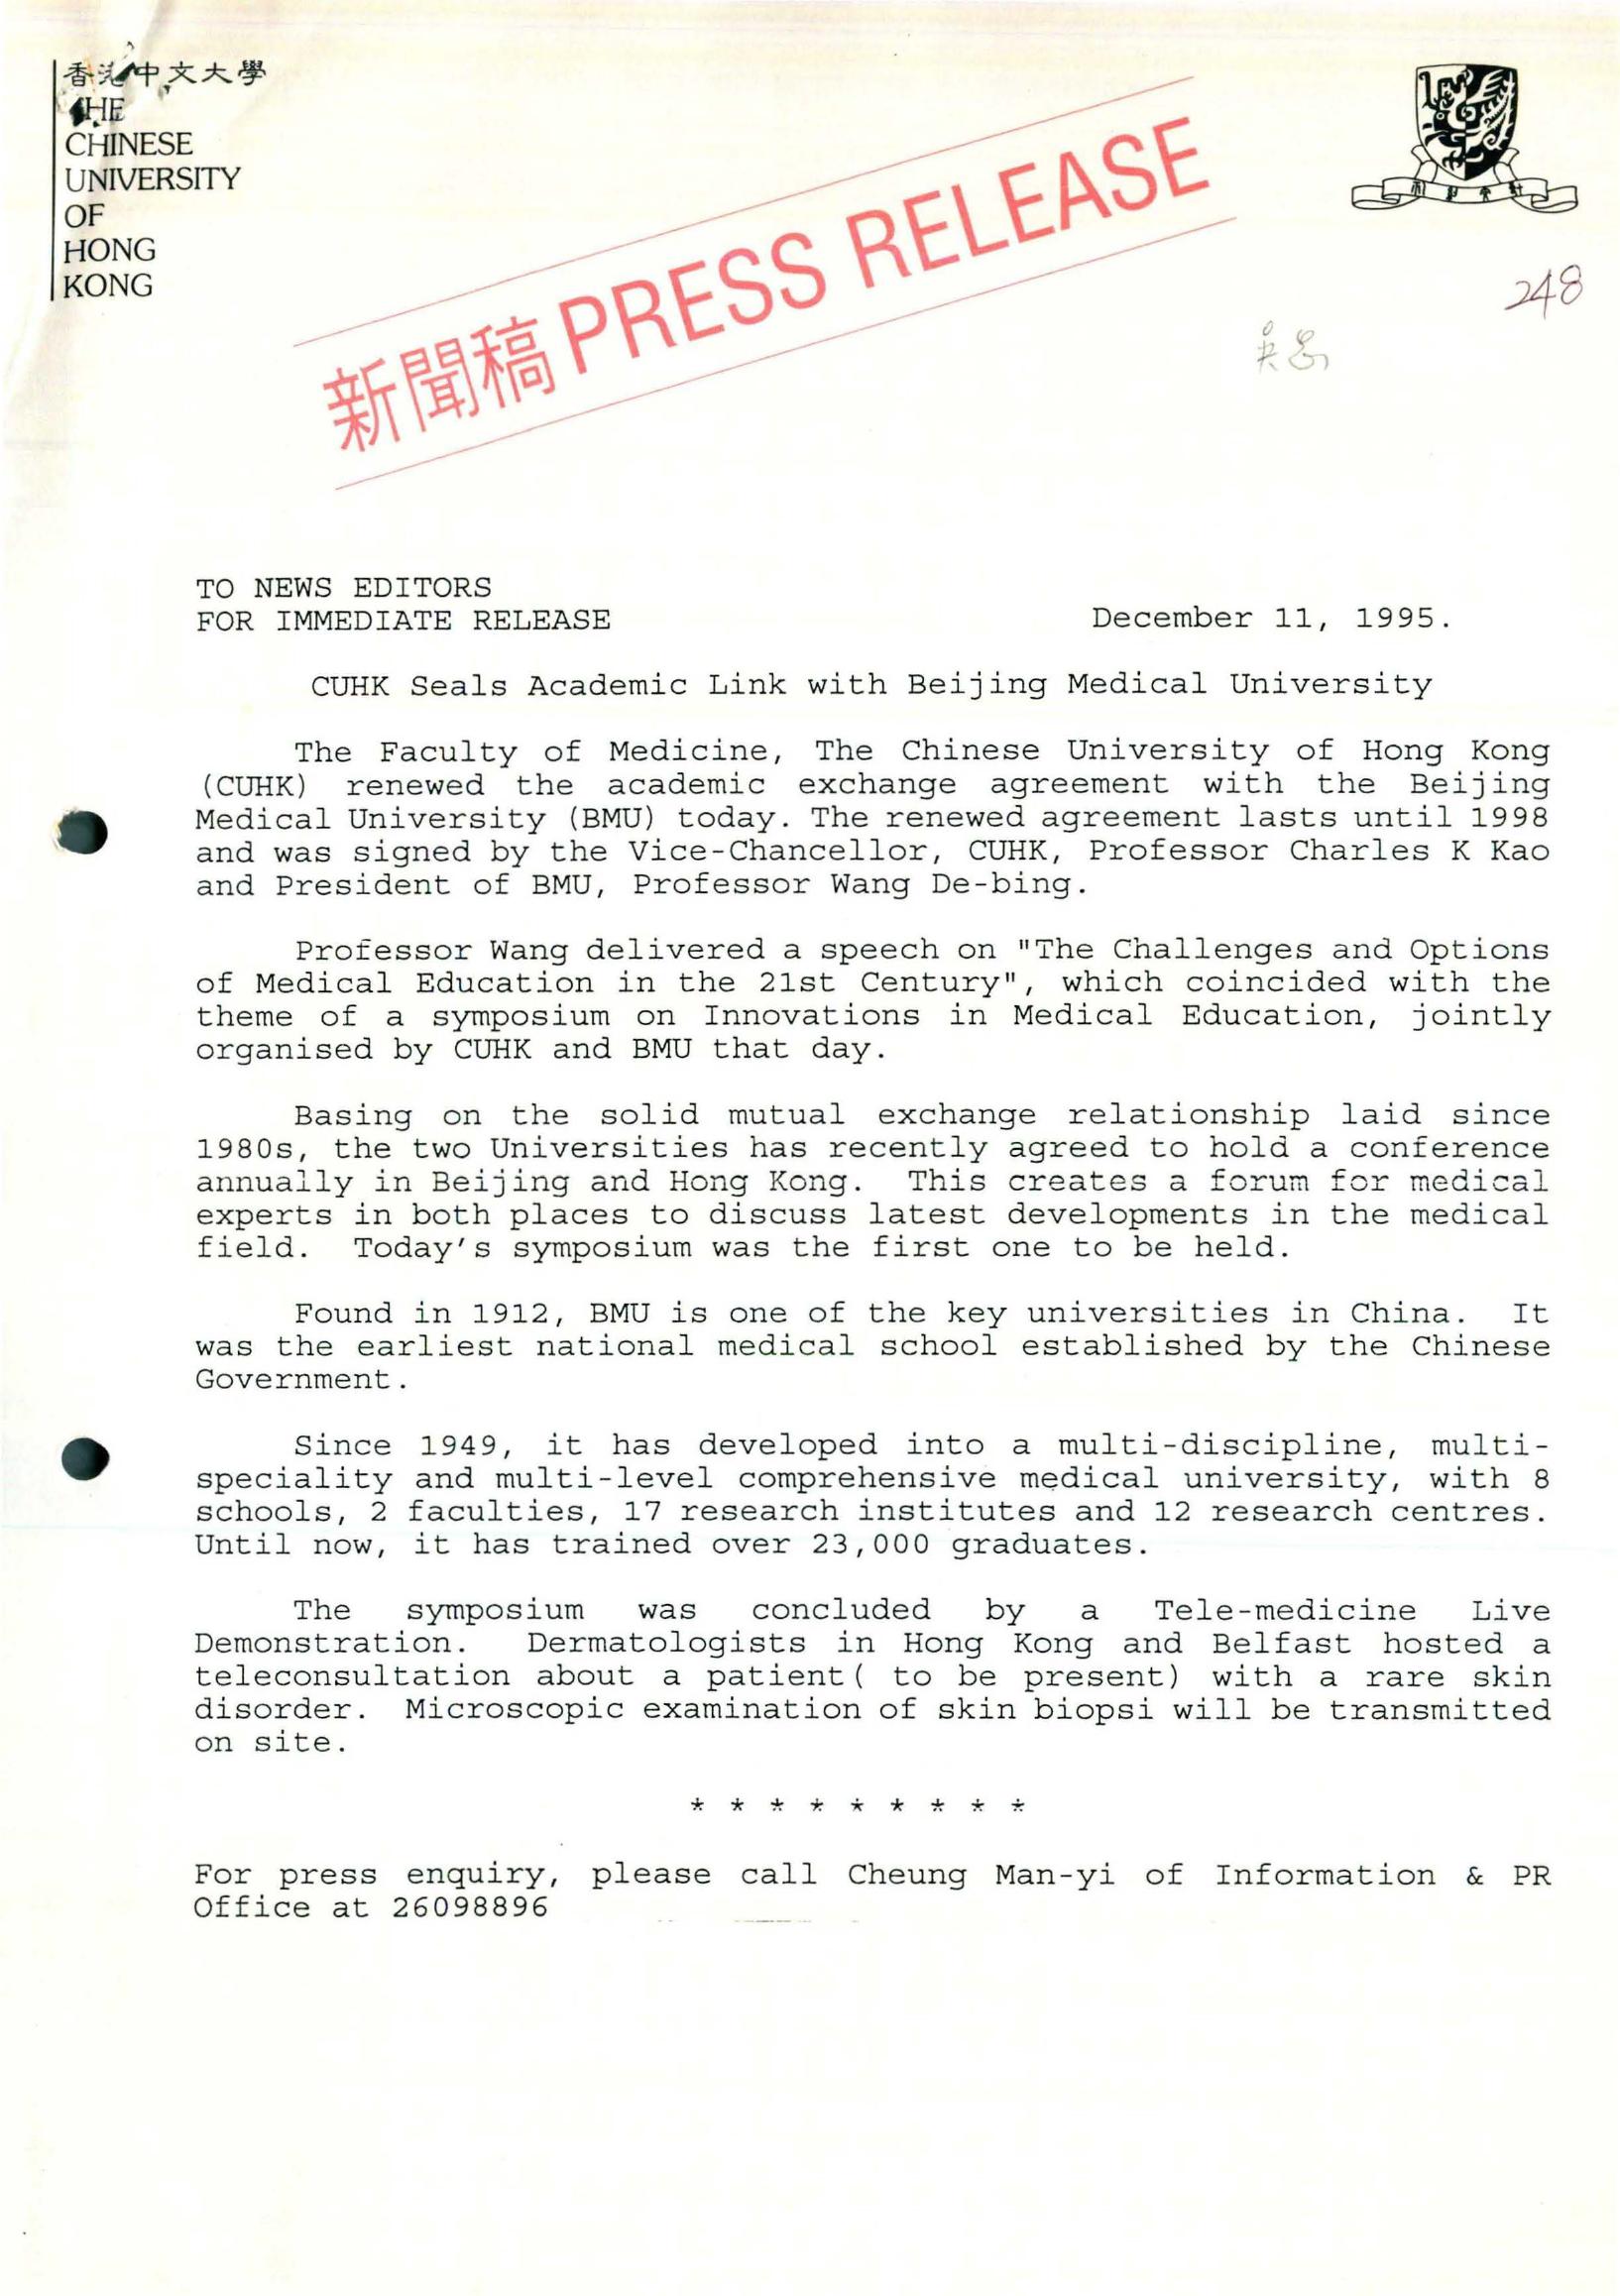 香港中文大學
THE
CHINESE
UNIVERSITY
OF
HONG
KONG
新聞稿 PRESS RELEASE
248
TO NEWS EDITORS
FOR IMMEDIATE RELEASE December 11, 1995.
CUHK Seals Academic Link with Beijing Medical University
The Faculty of Medicine, The Chinese University of Hong Kong
(CUHK) renewed the academic exchange agreement with the Beijing
Medical University (BMU) today. The renewed agreement lasts until 1998
and was signed by the Vice-Chancellor, CUHK, Professor Charles K Kao
and President of BMU, Professor Wang De-bing.
Professor Wang delivered a speech on "The Challenges and Options
of Medical Education in the 21st Century", which coincided with the
theme of a symposium on Innovations in Medical Education, jointly
organised by CUHK and BMU that day.
Basing on the solid mutual exchange relationship laid since
1980s, the two Universities has recently agreed to hold a conference
annually in Beijing and Hong Kong. This creates a forum for medical
experts in both places to discuss latest developments in the medical
field. Today's symposium was the first one to be held.
Found in 1912, BMU is one of the key universities in China. It
was the earliest national medical school established by the Chinese
Government.
Since 1949, it has developed into a multi-discipline, multi-
speciality and multi-level comprehensive medical university, with 8
schools, 2 faculties, 17 research institutes and 12 research centres.
Until now, it has trained over 23,000 graduates.
The symposium was concluded by a Tele-medicine Live
Demonstration. Dermatologists in Hong Kong and Belfast hosted a
teleconsultation about a patient( to be present) with a rare skin
disorder. Microscopic examination of skin biopsi will be transmitted
on site.
* * * * * * * * *
For press enquiry, please call Cheung Man-yi of Information & PR
Office at 26098896